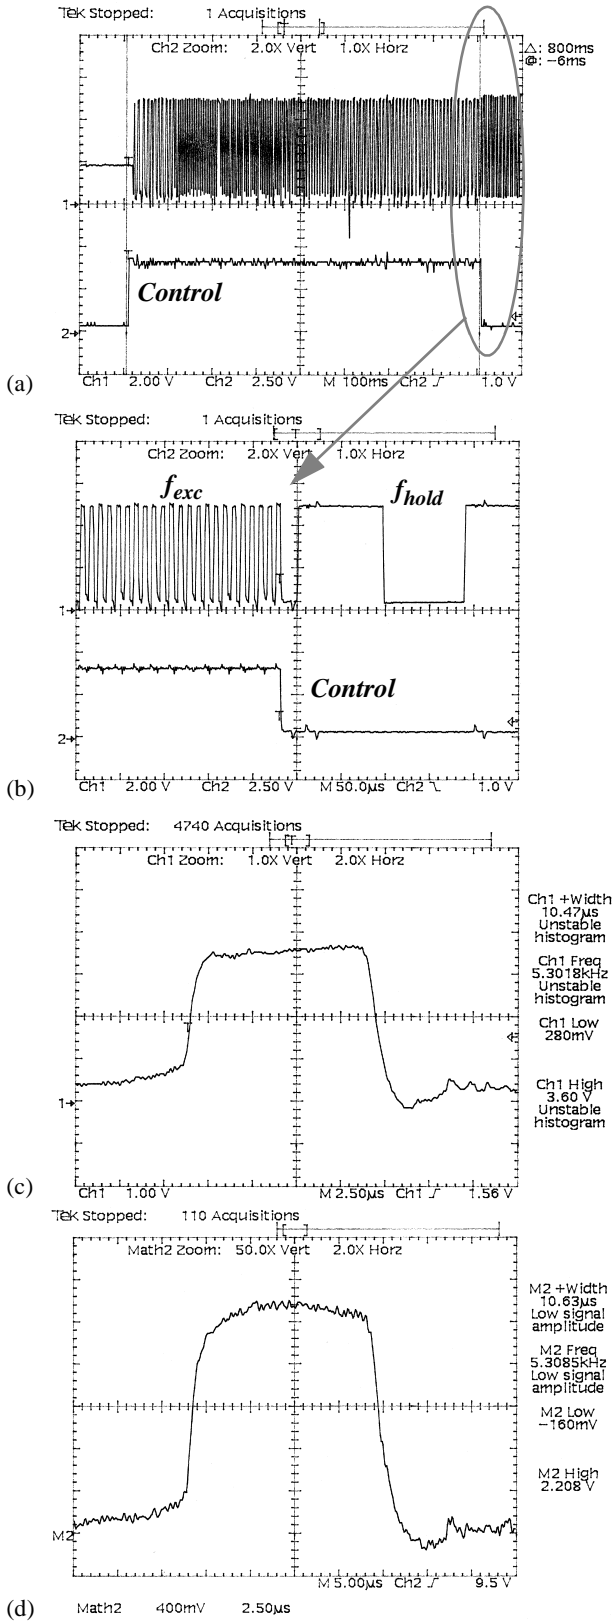 Tek Stopped: 1 Acquisitions
Ch2 Zoom: 2.0X Vert 1.0X Horz
Δ: 800ms
@: -6ms
1
Control
2
Ch1 2.00 V Ch2 2.50 V M 100ms Ch2 1.0 V
(a)
Tek Stopped: 1 Acquisitions
Ch2 Zoom: 2.0X Vert 1.0X Horz
fexc
fhold
1
Control
2
Ch1 2.00 V Ch2 2.50 V M 50.0µs Ch2 1.0 V
(b)
Tek Stopped: 4740 Acquisitions
Ch1 Zoom: 1.0X Vert 2.0X Horz
Ch1 +Width
10.47µs
Unstable
histogram
Ch1 Freq
5.3018kHz
Unstable
histogram
Ch1 Low
280mV
Ch1 High
3.60 V
Unstable
histogram
1
Ch1 1.00 V M 2.50µs Ch1 1.56 V
(c)
Tek Stopped: 110 Acquisitions
Math2 Zoom: 50.0X Vert 2.0X Horz
M2 +Width
10.63µs
Low signal
amplitude
M2 Freq
5.3085kHz
Low signal
amplitude
M2 Low
-160mV
M2 High
2.208 V
M2
M 5.00µs Ch2 9.5 V
(d)
Math2 400mV 2.50µs